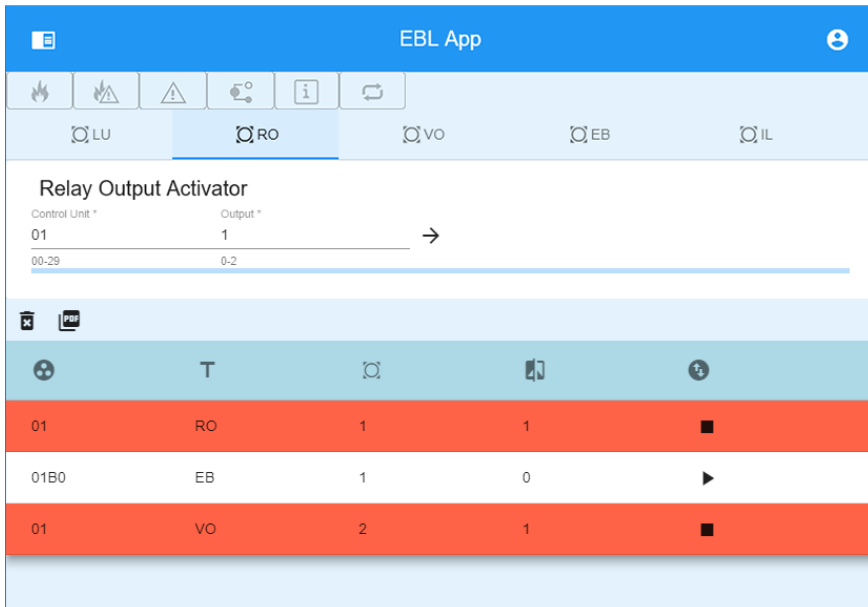 EBL App
LU RO VO EB IL
Relay Output Activator
Control Unit * Output *
01 1
00-29 0-2
PDF
01 RO 1 1
01B0 EB 1 0
01 VO 2 1